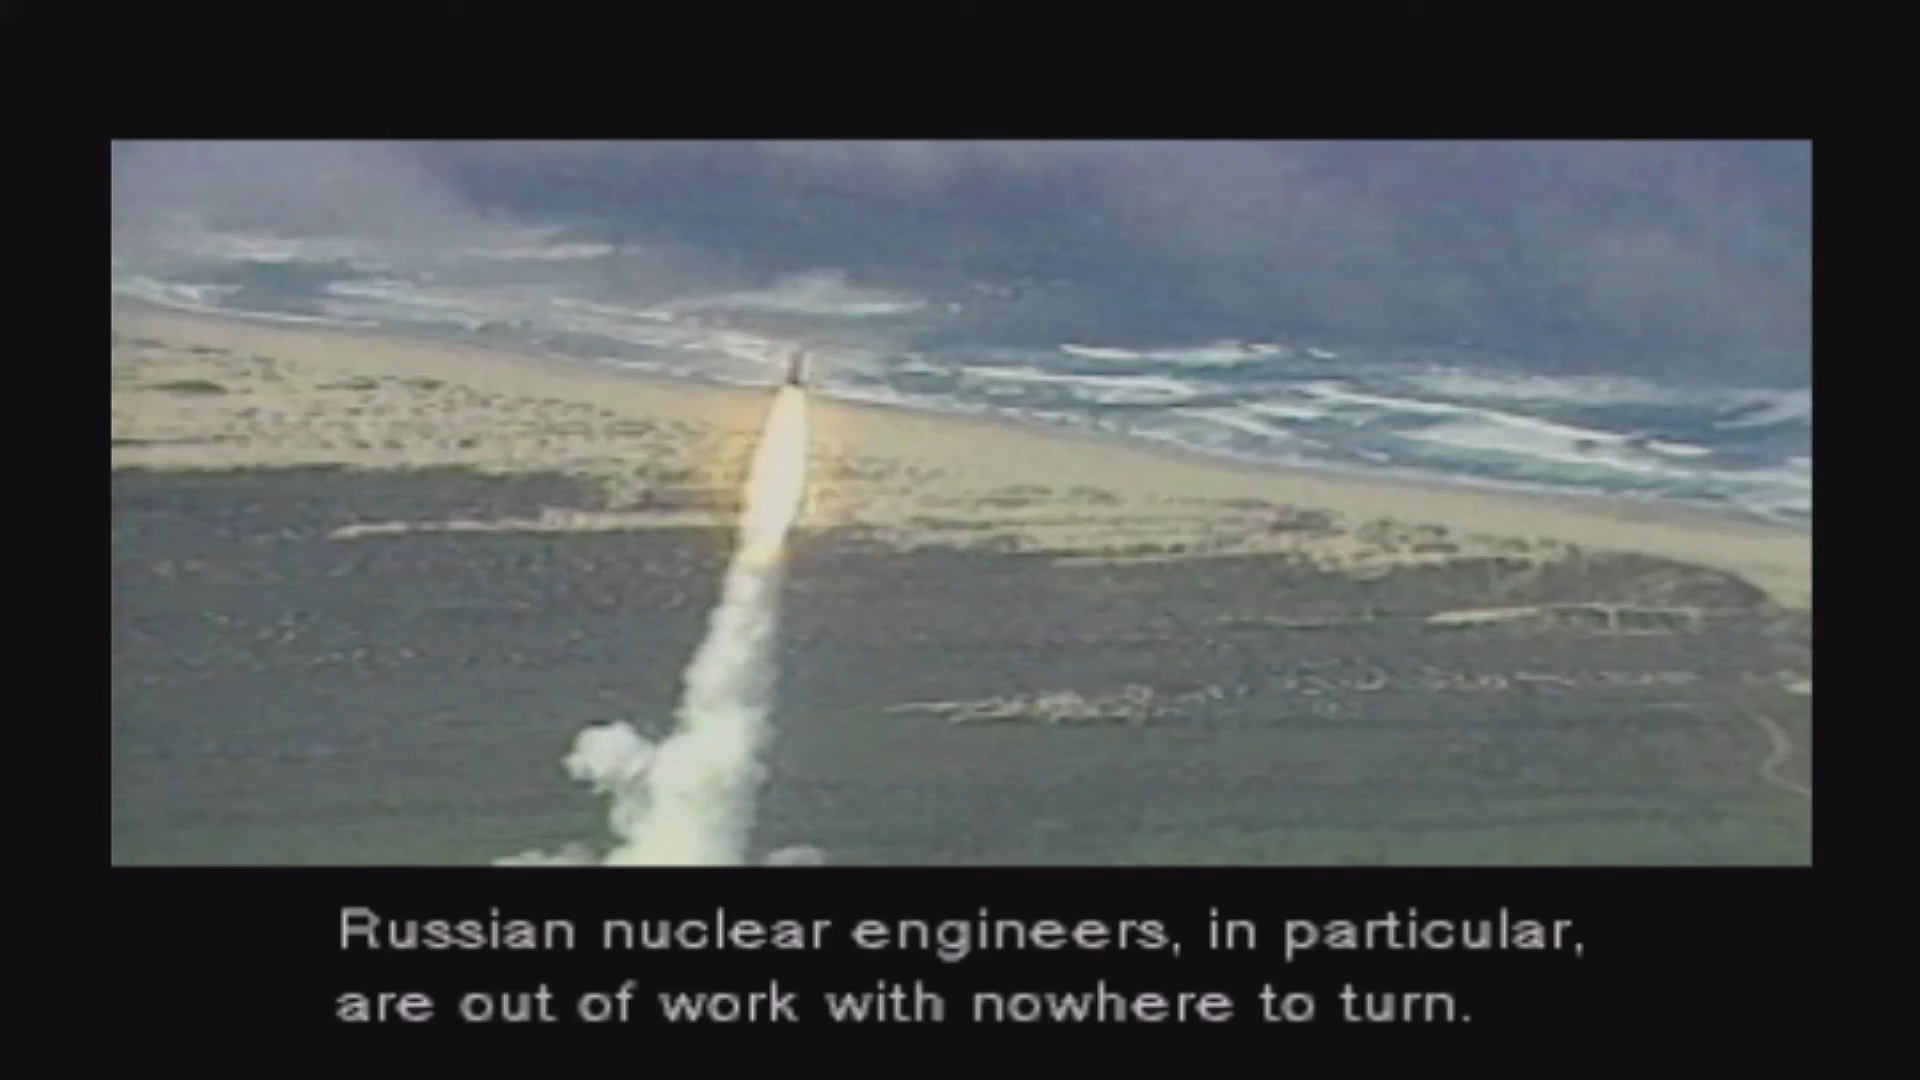 Russian nuclear engineers, in particular,
are out of work with nowhere to turn.